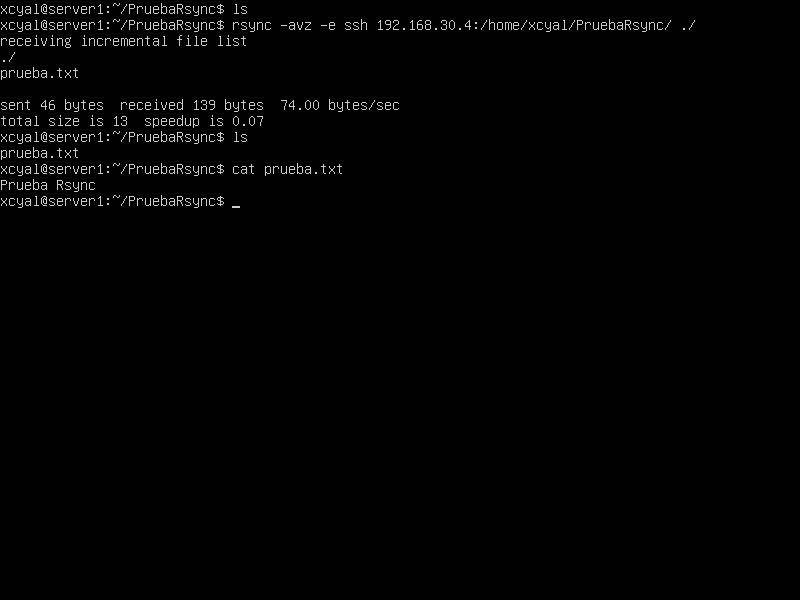 xcyal@server1:~/PruebaRsync$ ls
xcyal@server1:~/PruebaRsync$ rsync -avz -e ssh 192.168.30.4:/home/xcyal/PruebaRsync/ ./
receiving incremental file list
./
prueba.txt
sent 46 bytes  received 139 bytes  74.00 bytes/sec
total size is 13  speedup is 0.07
xcyal@server1:~/PruebaRsync$ ls
prueba.txt
xcyal@server1:~/PruebaRsync$ cat prueba.txt
Prueba Rsync
xcyal@server1:~/PruebaRsync$ _